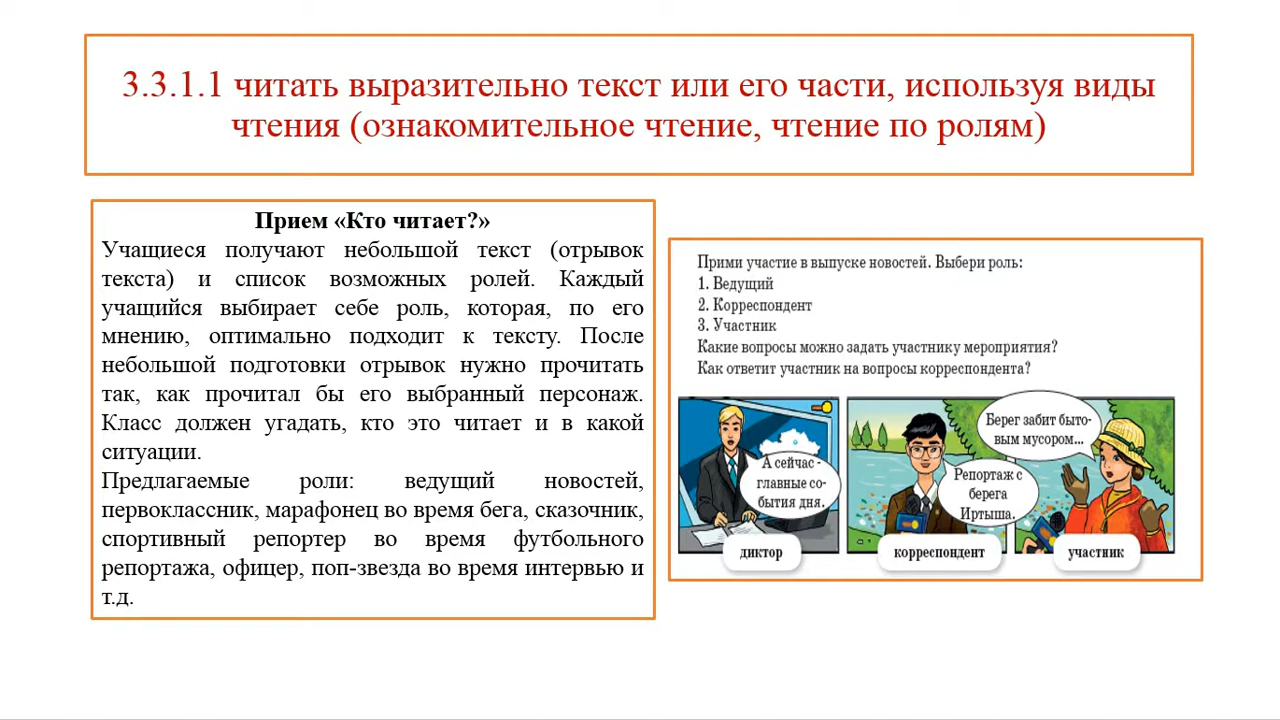 3.3.1.1 читать выразительно текст или его части, используя виды
чтения (ознакомительное чтение, чтение по ролям)
Прием «Кто читает?»
Учащиеся получают небольшой текст (отрывок
текста) и список возможных ролей. Каждый
учащийся выбирает себе роль, которая, по его
мнению, оптимально подходит к тексту. После
небольшой подготовки отрывок нужно прочитать
так, как прочитал бы его выбранный персонаж.
Класс должен угадать, кто это читает и в какой
ситуации.
Предлагаемые роли: ведущий новостей,
первоклассник, марафонец во время бега, сказочник,
спортивный репортер во время футбольного
репортажа, офицер, поп-звезда во время интервью и
т.д.
Прими участие в выпуске новостей. Выбери роль:
1. Ведущий
2. Корреспондент
3. Участник
Какие вопросы можно задать участнику мероприятия?
Как ответит участник на вопросы корреспондента?
А сейчас -
главные со-
бытия дня.
диктор
Репортаж с
берега
Иртыша.
корреспондент
Берег забит быто-
вым мусором...
участник